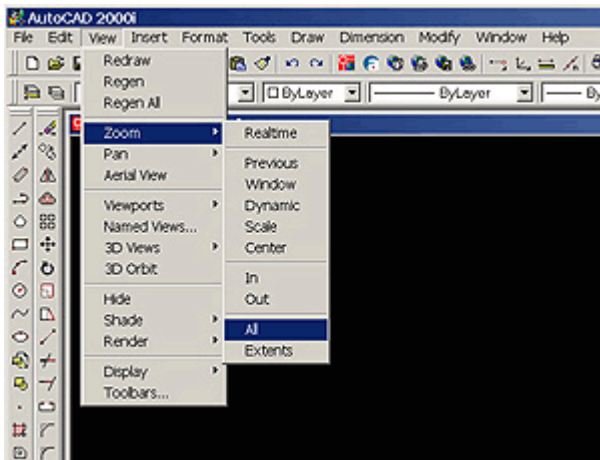 AutoCAD 2000i
File Edit View Insert Format Tools Draw Dimension Modify Window Help
Redraw
Regen
Regen All
ByLayer ByLayer By
Zoom
Pan
Aerial View
Viewports
Named Views...
3D Views
3D Orbit
Hide
Shade
Render
Display
Toolbars...
Realtime
Previous
Window
Dynamic
Scale
Center
In
Out
All
Extents